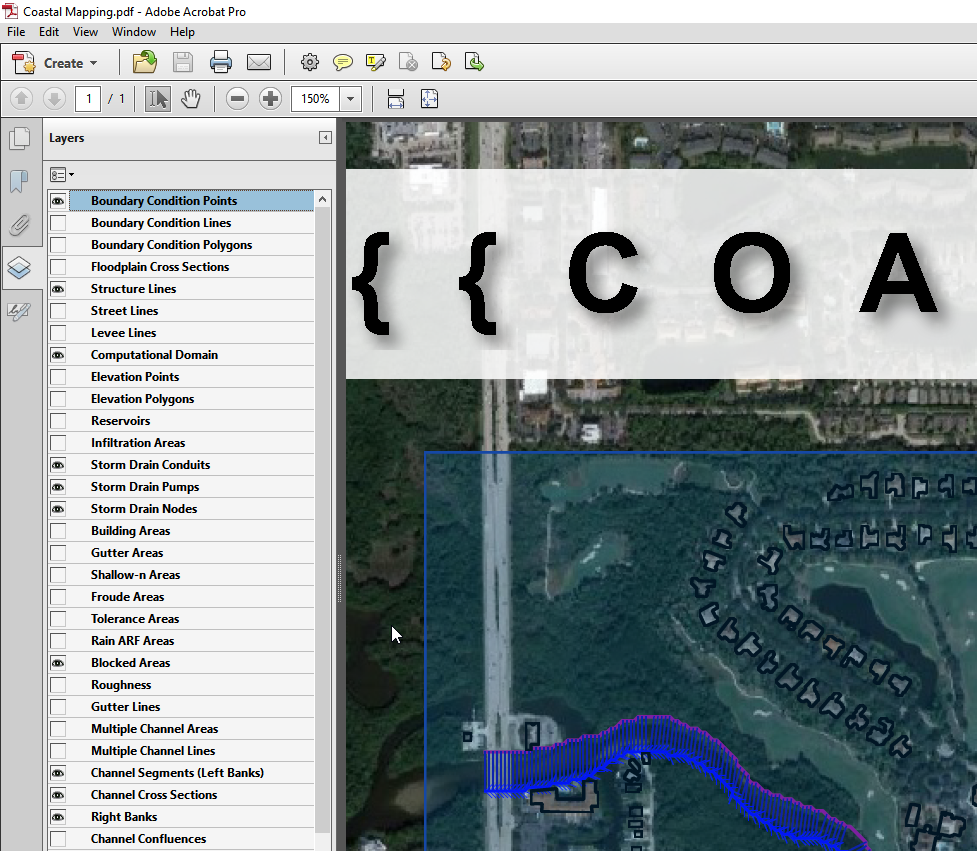 Coastal Mapping.pdf - Adobe Acrobat Pro
File Edit View Window Help
Create
1 / 1 150%
Layers
Boundary Condition Points
Boundary Condition Lines
Boundary Condition Polygons
Floodplain Cross Sections
Structure Lines
Street Lines
Levee Lines
Computational Domain
Elevation Points
Elevation Polygons
Reservoirs
Infiltration Areas
Storm Drain Conduits
Storm Drain Pumps
Storm Drain Nodes
Building Areas
Gutter Areas
Shallow-n Areas
Froude Areas
Tolerance Areas
Rain ARF Areas
Blocked Areas
Roughness
Gutter Lines
Multiple Channel Areas
Multiple Channel Lines
Channel Segments (Left Banks)
Channel Cross Sections
Right Banks
Channel Confluences
{ { C O A